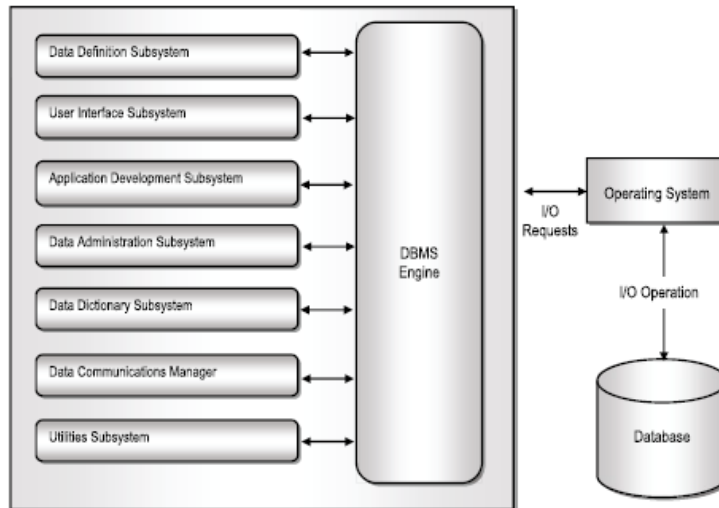 Data Definition Subsystem
User Interface Subsystem
Application Development Subsystem
Data Administration Subsystem
Data Dictionary Subsystem
Data Communications Manager
Utilities Subsystem
DBMS
Engine
I/O
Requests
Operating System
I/O Operation
Database